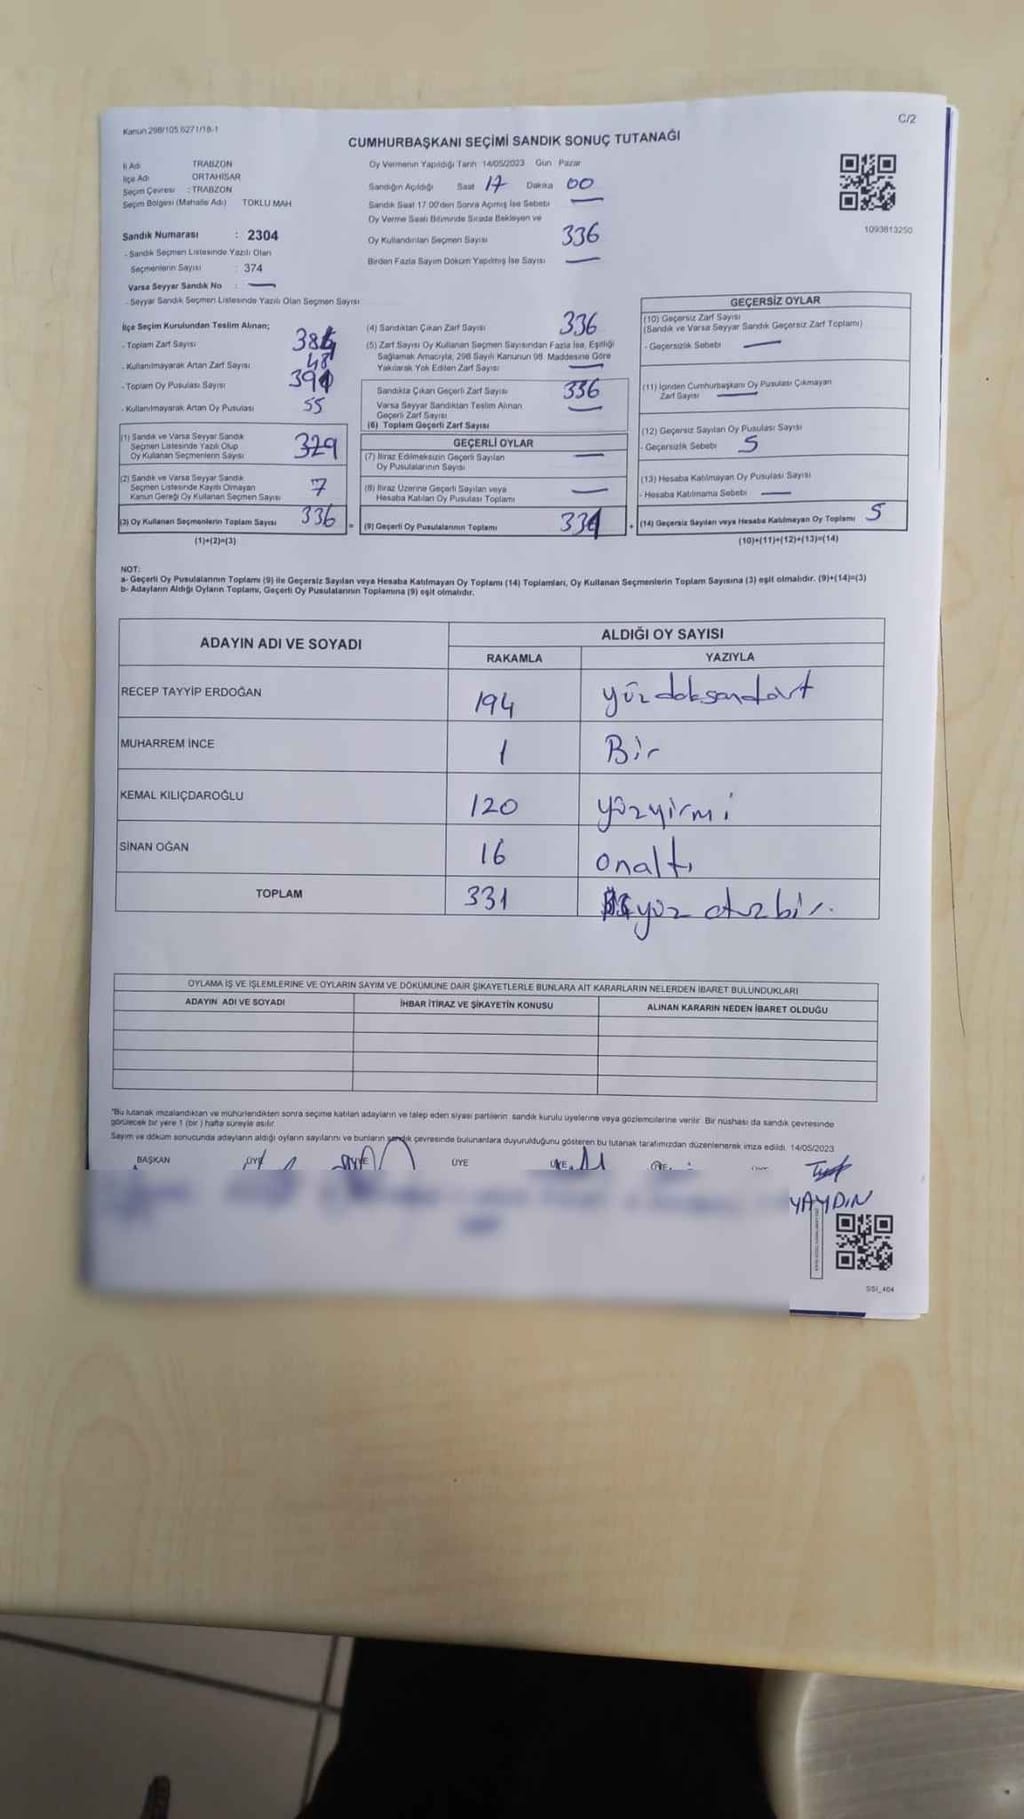 Kanun 298/105,6271/18-1
C/2
CUMHURBAŞKANI SEÇİMİ SANDIK SONUÇ TUTANAĞI
İl Adı TRABZON
İlçe Adı ORTAHİSAR
Seçim Çevresi : TRABZON
Seçim Bölgesi (Mahalle Adı) TOKLU MAH
Sandık Numarası : 2304
- Sandık Seçmen Listesinde Yazılı Olan
Seçmenlerin Sayısı : 374
Varsa Seyyar Sandık No : —
- Seyyar Sandık Seçmen Listesinde Yazılı Olan Seçmen Sayısı
Oy Vermenin Yapıldığı Tarih 14/05/2023 Gün Pazar
Sandığın Açıldığı Saat 17 Dakika 00
Sandık Saat 17.00'den Sonra Açılmış İse Sebebi —
Oy Verme Saati Bitiminde Sırada Bekleyen ve
Oy Kullandırılan Seçmen Sayısı 336
Birden Fazla Sayım Döküm Yapılmış İse Sayısı —
1093813250
İlçe Seçim Kurulundan Teslim Alınan;
- Toplam Zarf Sayısı
- Kullanılmayarak Artan Zarf Sayısı 48
- Toplam Oy Pusulası Sayısı 391
- Kullanılmayarak Artan Oy Pusulası 55
(1) Sandık ve Varsa Seyyar Sandık
Seçmen Listesinde Yazılı Olup
Oy Kullanan Seçmenlerin Sayısı 329
(2) Sandık ve Varsa Seyyar Sandık
Seçmen Listesinde Kayıtlı Olmayan
Kanun Gereği Oy Kullanan Seçmen Sayısı 7
(3) Oy Kullanan Seçmenlerin Toplam Sayısı 336
(1)+(2)=(3)
(4) Sandıktan Çıkan Zarf Sayısı 336
(5) Zarf Sayısı Oy Kullanan Seçmen Sayısından Fazla İse, Eşitliği
Sağlamak Amacıyla, 298 Sayılı Kanunun 98. Maddesine Göre
Yakılarak Yok Edilen Zarf Sayısı —
Sandıkta Çıkan Geçerli Zarf Sayısı 336
Varsa Seyyar Sandıktan Teslim Alınan
Geçerli Zarf Sayısı —
(6) Toplam Geçerli Zarf Sayısı
GEÇERLİ OYLAR
(7) İtiraz Edilmeksizin Geçerli Sayılan
Oy Pusulalarının Sayısı —
(8) İtiraz Üzerine Geçerli Sayılan veya
Hesaba Katılan Oy Pusulası Toplamı —
(9) Geçerli Oy Pusulalarının Toplamı 331
GEÇERSİZ OYLAR
(10) Geçersiz Zarf Sayısı
(Sandık ve Varsa Seyyar Sandık Geçersiz Zarf Toplamı)
- Geçersizlik Sebebi —
(11) İçinden Cumhurbaşkanı Oy Pusulası Çıkmayan
Zarf Sayısı —
(12) Geçersiz Sayılan Oy Pusulası Sayısı
- Geçersizlik Sebebi 5
(13) Hesaba Katılmayan Oy Pusulası Sayısı
- Hesaba Katılmama Sebebi —
+ (14) Geçersiz Sayılan veya Hesaba Katılmayan Oy Toplamı 5
(10)+(11)+(12)+(13)=(14)
NOT:
a- Geçerli Oy Pusulalarının Toplamı (9) ile Geçersiz Sayılan veya Hesaba Katılmayan Oy Toplamı (14) Toplamları, Oy Kullanan Seçmenlerin Toplam Sayısına (3) eşit olmalıdır. (9)+(14)=(3)
b- Adayların Aldığı Oyların Toplamı, Geçerli Oy Pusulalarının Toplamına (9) eşit olmalıdır.
ADAYIN ADI VE SOYADI ALDIĞI OY SAYISI
RAKAMLA YAZIYLA
RECEP TAYYİP ERDOĞAN 194 yüzdoksandört
MUHARREM İNCE 1 Bir
KEMAL KILIÇDAROĞLU 120 yüzyirmi
SİNAN OĞAN 16 onaltı
TOPLAM 331 yüz otuzbir.
OYLAMA İŞ VE İŞLEMLERİNE VE OYLARIN SAYIM VE DÖKÜMÜNE DAİR ŞİKAYETLERLE BUNLARA AİT KARARLARIN NELERDEN İBARET BULUNDUKLARI
ADAYIN ADI VE SOYADI İHBAR İTİRAZ VE ŞİKAYETİN KONUSU ALINAN KARARIN NEDEN İBARET OLDUĞU
*Bu tutanak imzalandıktan ve mühürlendikten sonra seçime katılan adayların ve talep eden siyasi partilerin sandık kurulu üyelerine veya gözlemcilerine verilir. Bir nüshası da sandık çevresinde
görülecek bir yere 1 (bir) hafta süreyle asılır.
Sayım ve döküm sonucunda adayların aldığı oyların sayılarını ve bunların sandık çevresinde bulunanlara duyurulduğunu gösteren bu tutanak tarafımızdan düzenlenerek imza edildi. 14/05/2023
BAŞKAN ÜYE ÜYE ÜYE ÜYE ÜYE
YAYDIN
SSI_404